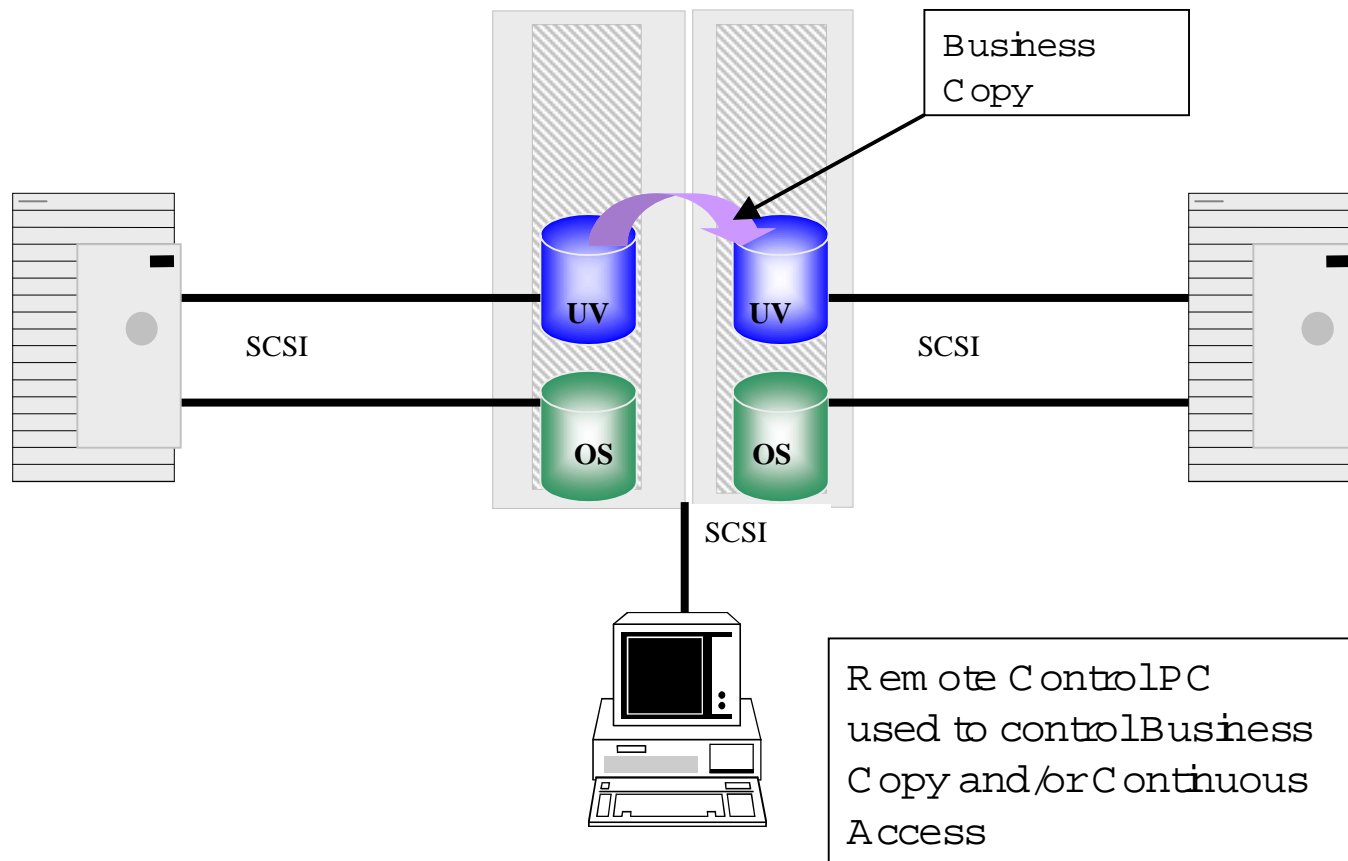 Business
Copy
UV
UV
SCSI
SCSI
OS
OS
SCSI
Remote Control PC
used to control Business
Copy and/or Continuous
Access